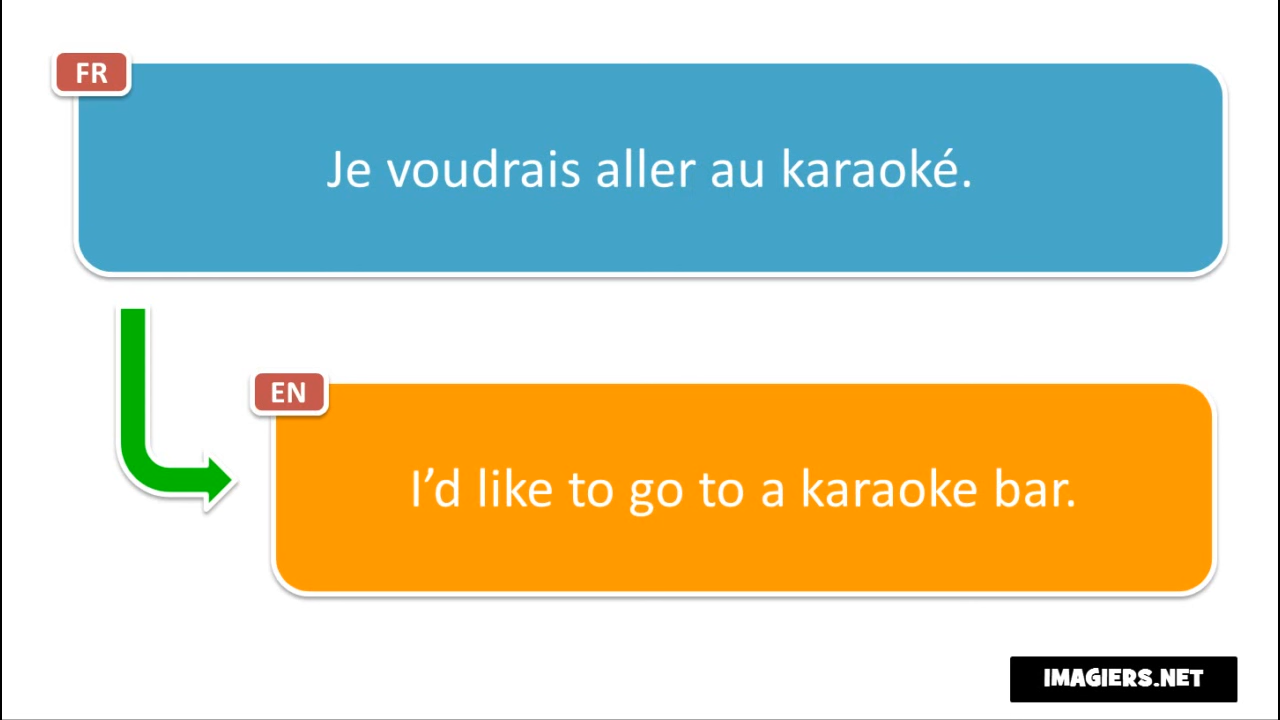 FR
Je voudrais aller au karaoké.
EN
I’d like to go to a karaoke bar.
IMAGIERS.NET